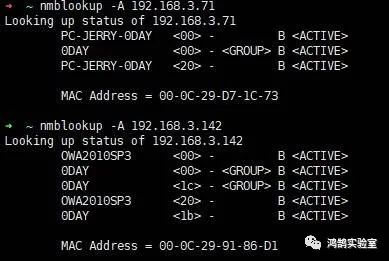 ➜ ~ nmblookup -A 192.168.3.71
Looking up status of 192.168.3.71
PC-JERRY-0DAY <00> - B <ACTIVE>
0DAY <00> - <GROUP> B <ACTIVE>
PC-JERRY-0DAY <20> - B <ACTIVE>
MAC Address = 00-0C-29-D7-1C-73
➜ ~ nmblookup -A 192.168.3.142
Looking up status of 192.168.3.142
OWA2010SP3 <00> - B <ACTIVE>
0DAY <00> - <GROUP> B <ACTIVE>
0DAY <1c> - <GROUP> B <ACTIVE>
OWA2010SP3 <20> - B <ACTIVE>
0DAY <1b> - B <ACTIVE>
MAC Address = 00-0C-29-91-86-D1
鸿鹄实验室